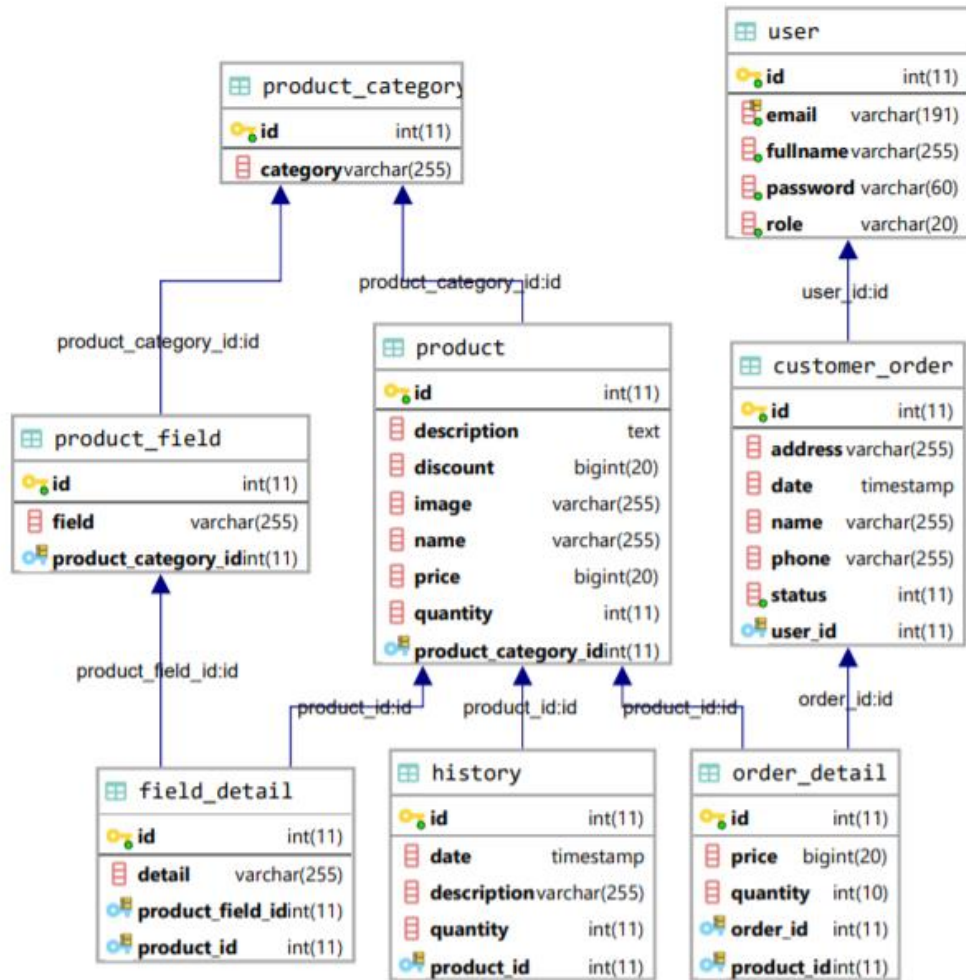 user
id int(11)
email varchar(191)
fullname varchar(255)
password varchar(60)
role varchar(20)
product_category
id int(11)
category varchar(255)
product_category_id:id
user_id:id
product_category_id:id
product
id int(11)
description text
discount bigint(20)
image varchar(255)
name varchar(255)
price bigint(20)
quantity int(11)
product_category_id int(11)
customer_order
id int(11)
address varchar(255)
date timestamp
name varchar(255)
phone varchar(255)
status int(11)
user_id int(11)
product_field
id int(11)
field varchar(255)
product_category_id int(11)
product_field_id:id
product_id:id
product_id:id
product_id:id
order_id:id
field_detail
id int(11)
detail varchar(255)
product_field_id int(11)
product_id int(11)
history
id int(11)
date timestamp
description varchar(255)
quantity int(11)
product_id int(11)
order_detail
id int(11)
price bigint(20)
quantity int(10)
order_id int(11)
product_id int(11)